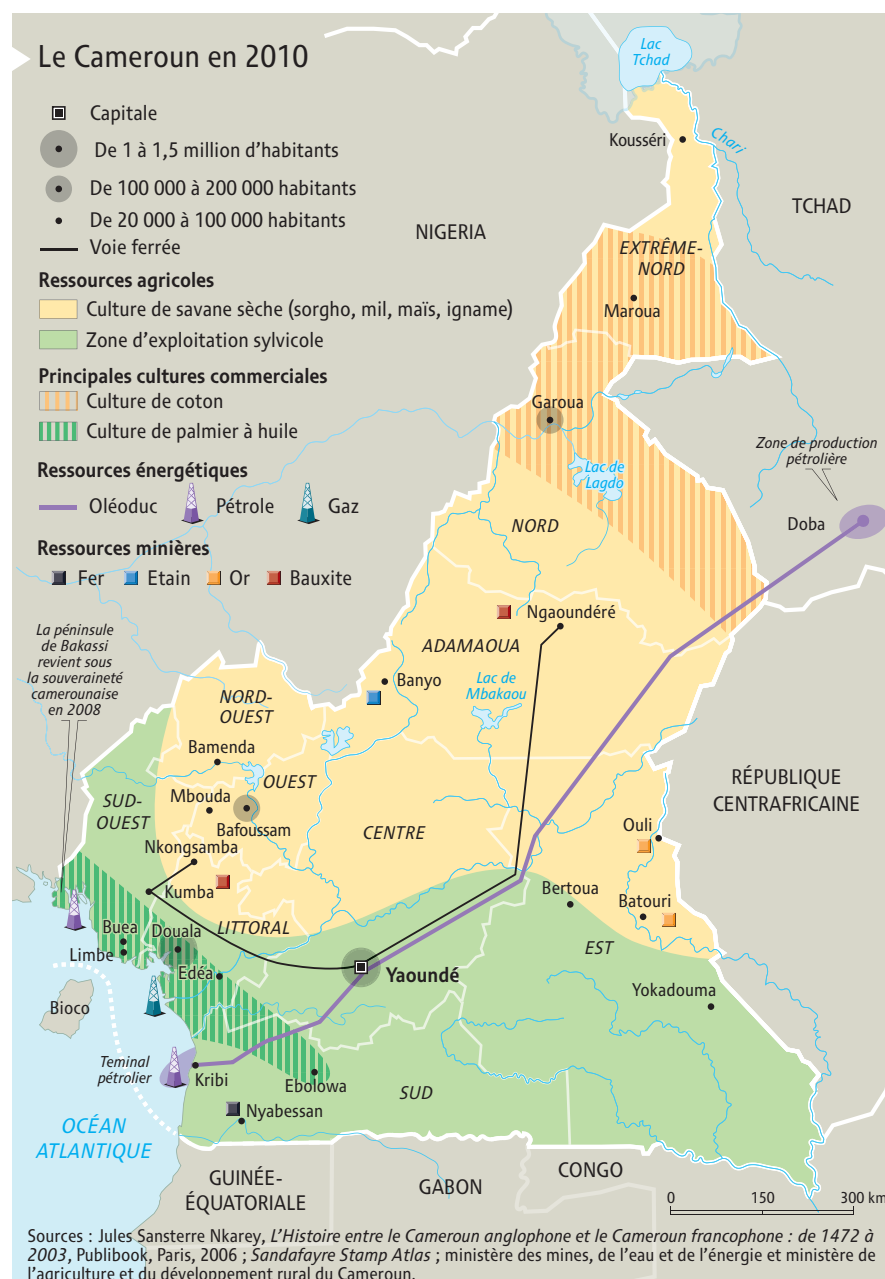 Le Cameroun en 2010
Capitale
De 1 à 1,5 million d'habitants
De 100 000 à 200 000 habitants
De 20 000 à 100 000 habitants
Voie ferrée
Ressources agricoles
Culture de savane sèche (sorgho, mil, maïs, igname)
Zone d'exploitation sylvicole
Principales cultures commerciales
Culture de coton
Culture de palmier à huile
Ressources énergétiques
Oléoduc Pétrole Gaz
Ressources minières
Fer Etain Or Bauxite
La péninsule
de Bakassi
revient sous
la souveraineté
camerounaise
en 2008
Lac
Tchad
Kousséri
Chari
TCHAD
NIGERIA
EXTRÊME-
NORD
Maroua
Garoua
Zone de production
pétrolière
Lac de
Lagdo
Doba
NORD
Ngaoundéré
ADAMAOUA
Banyo
Lac de
Mbakaou
NORD-
OUEST
Bamenda
OUEST
RÉPUBLIQUE
CENTRAFRICAINE
SUD-
OUEST
Mbouda
Bafoussam
CENTRE
Ouli
Nkongsamba
Kumba
Bertoua
Batouri
LITTORAL
Buea
Douala
Limbe
EST
Edéa
Yaoundé
Yokadouma
Bioco
Teminal
pétrolier
Kribi
Ebolowa
SUD
Nyabessan
OCÉAN
ATLANTIQUE
GUINÉE-
ÉQUATORIALE
GABON
CONGO
0 150 300 km
Sources : Jules Sansterre Nkarey, L'Histoire entre le Cameroun anglophone et le Cameroun francophone : de 1472 à
2003, Publibook, Paris, 2006 ; Sandafayre Stamp Atlas ; ministère des mines, de l'eau et de l'énergie et ministère de
l'agriculture et du développement rural du Cameroun.